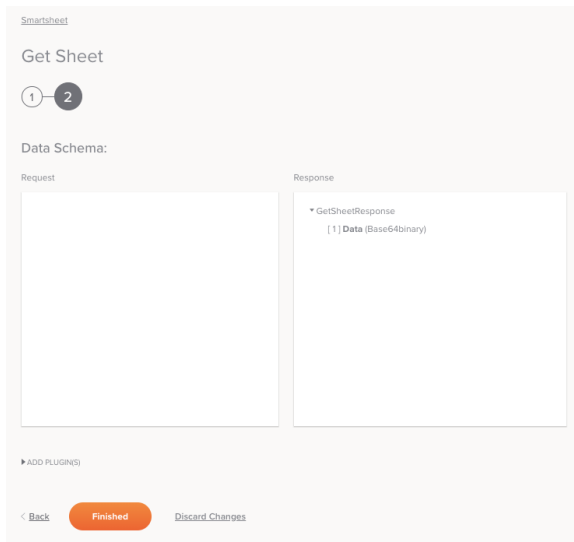 Smartsheet
Get Sheet
1 2
Data Schema:
Request
Response
GetSheetResponse
[ 1 ] Data (Base64binary)
ADD PLUGIN(S)
< Back Finished Discard Changes